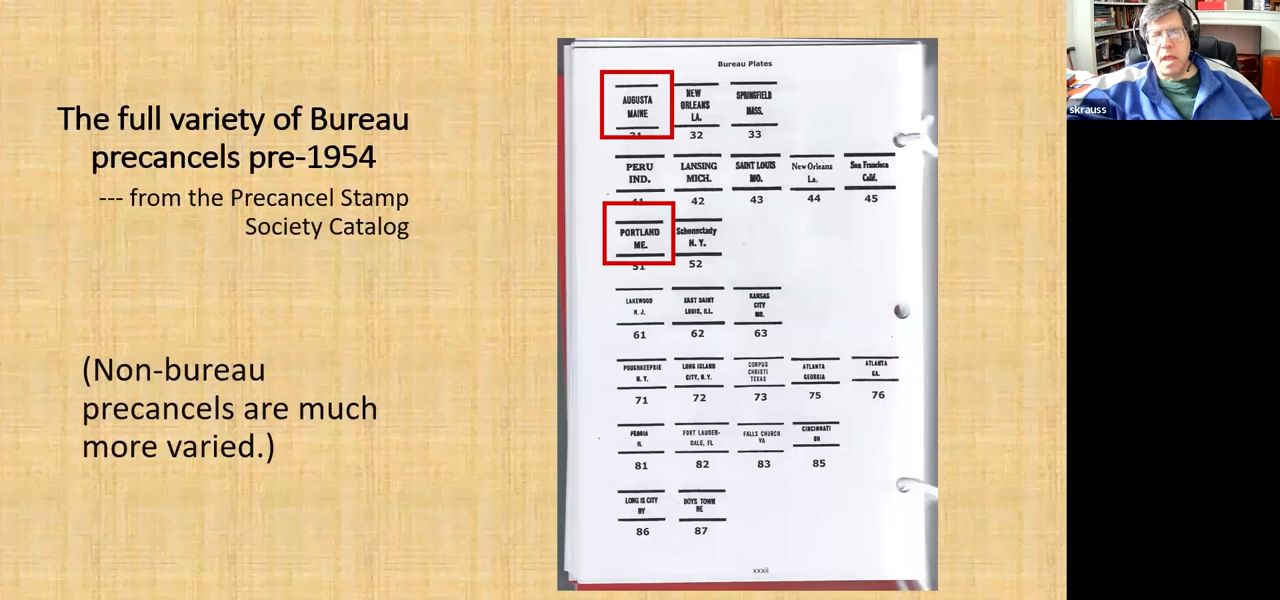 The full variety of Bureau
precancels pre-1954
--- from the Precancel Stamp
Society Catalog
(Non-bureau
precancels are much
more varied.)
Bureau Plates
AUGUSTA
MAINE
31
NEW
ORLEANS
LA.
32
SPRINGFIELD
MASS.
33
PERU
IND.
41
LANSING
MICH.
42
SAINT LOUIS
MO.
43
New Orleans
La.
44
San Francisco
Calif.
45
PORTLAND
ME.
51
Schenectady
N. Y.
52
LAKEWOOD
N. J.
61
EAST SAINT
LOUIS, ILL.
62
KANSAS
CITY
MO.
63
POUGHKEEPSIE
N. Y.
71
LONG ISLAND
CITY, N. Y.
72
CORPUS
CHRISTI
TEXAS
73
ATLANTA
GEORGIA
75
ATLANTA
GA.
76
PEORIA
IL
81
FORT LAUDER-
DALE, FL
82
FALLS CHURCH
VA
83
CINCINNATI
OH
85
LONG IS CITY
NY
86
BOYS TOWN
NE
87
xxxii
skrauss